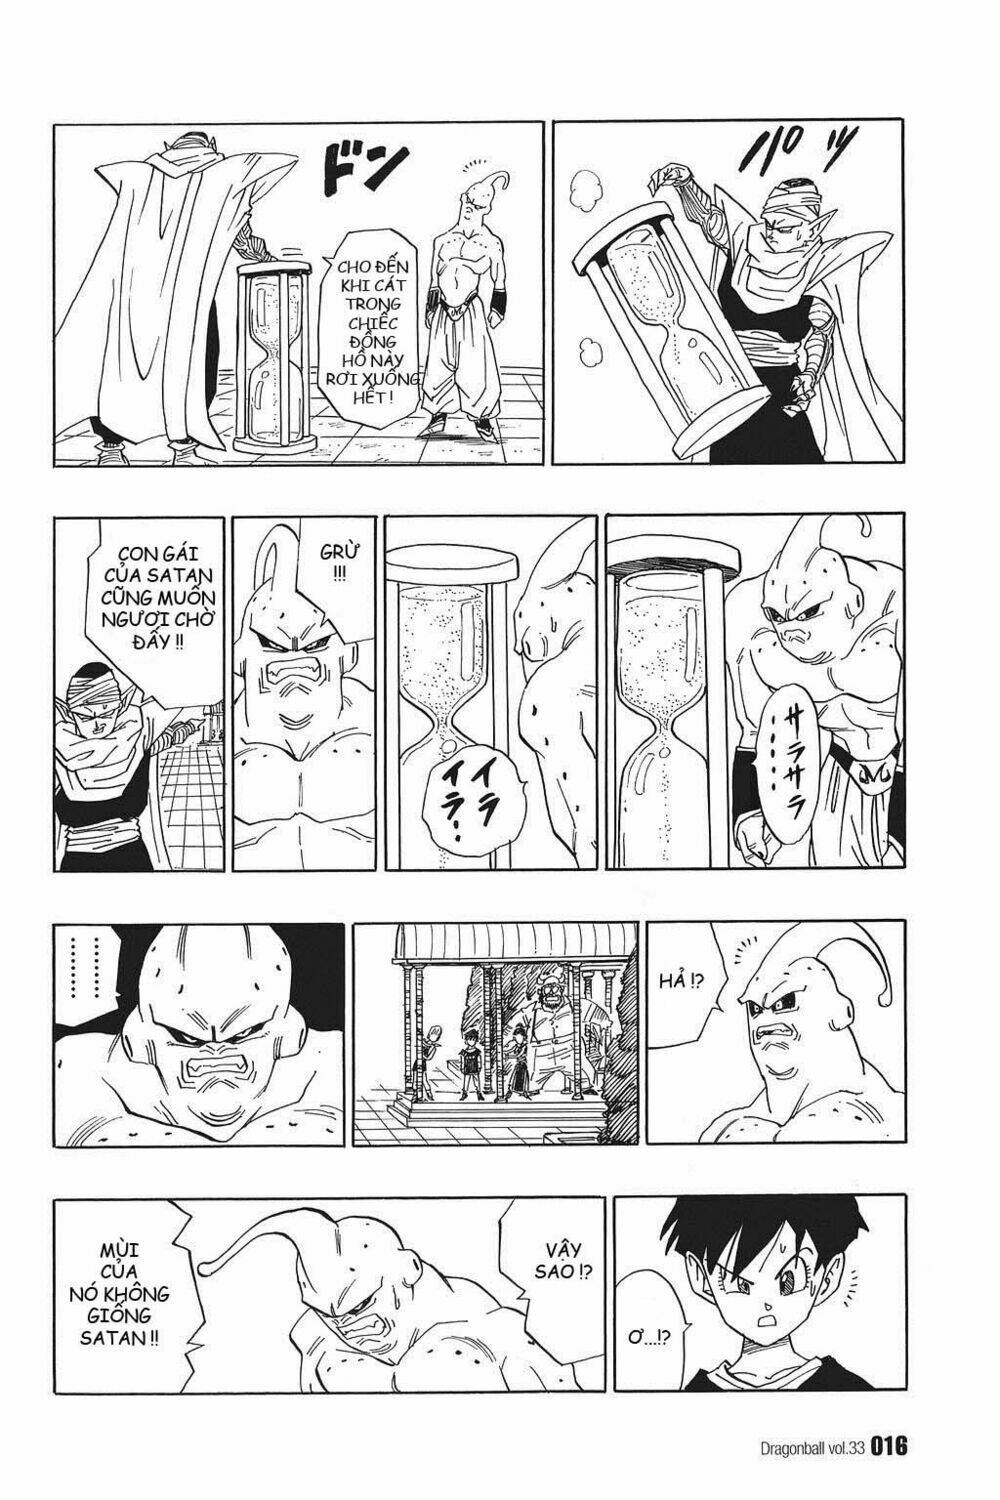 パッ
ドン
CHO ĐẾN
KHI CÁT
TRONG
CHIẾC
ĐỒNG
HỒ NÀY
RƠI XUỐNG
HẾT !
サラサラ
......
イライラ..
GRỪ
!!!
CON GÁI
CỦA SATAN
CŨNG MUỐN
NGƯƠI CHỜ
ĐẤY !!
HẢ !?
Ơ...!?
VẬY
SAO !?
MÙI
CỦA
NÓ KHÔNG
GIỐNG
SATAN !!
Dragonball vol.33 016